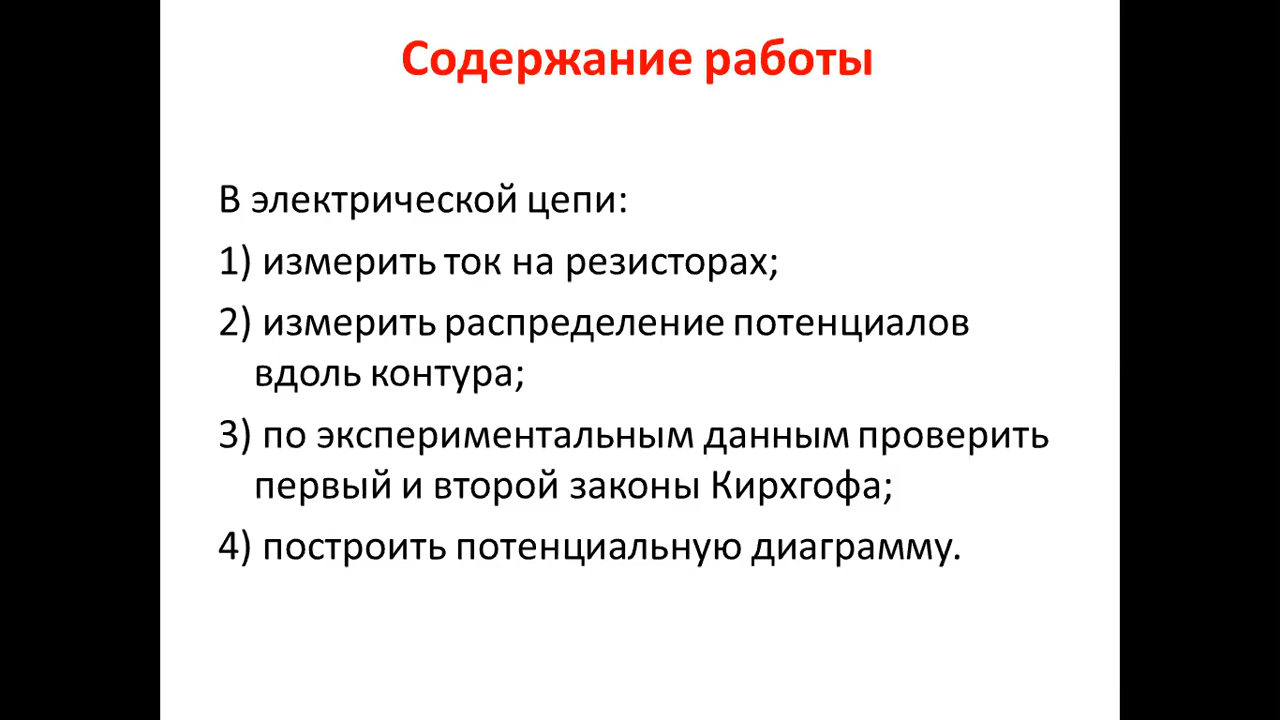 Содержание работы
В электрической цепи:
1) измерить ток на резисторах;
2) измерить распределение потенциалов
вдоль контура;
3) по экспериментальным данным проверить
первый и второй законы Кирхгофа;
4) построить потенциальную диаграмму.